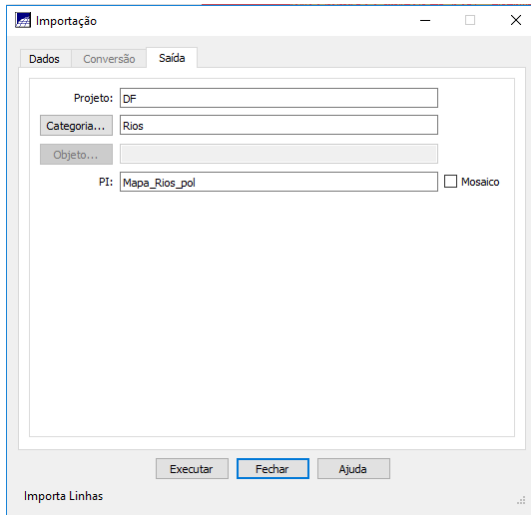 Importação
Dados Conversão Saída
Projeto: DF
Categoria... Rios
Objeto...
PI: Mapa_Rios_pol Mosaico
Executar Fechar Ajuda
Importa Linhas